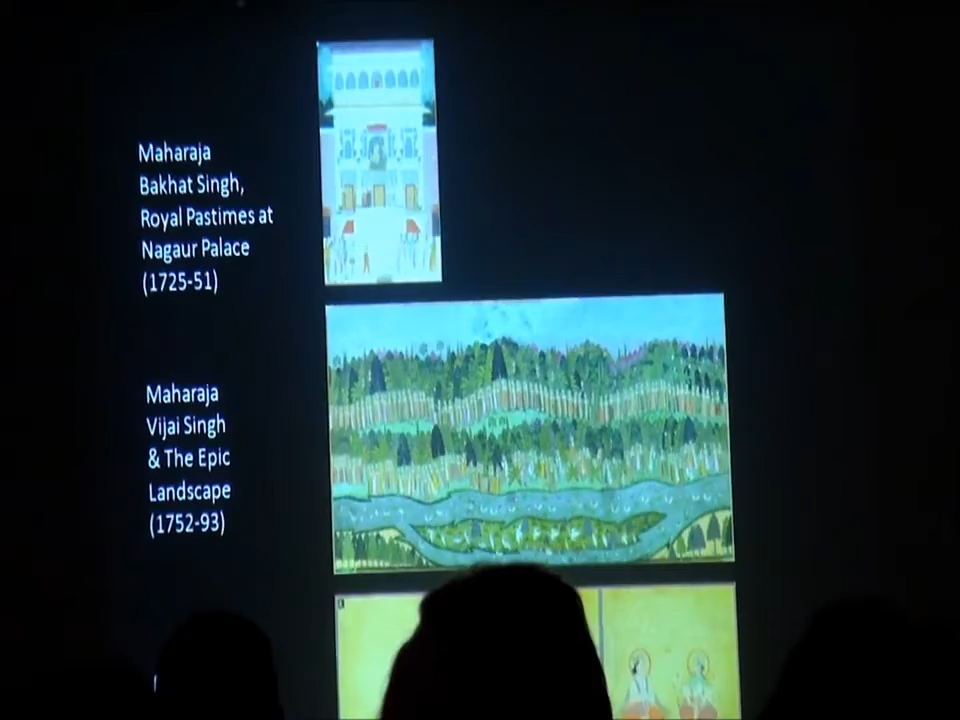 Maharaja
Bakhat Singh,
Royal Pastimes at
Nagaur Palace
(1725-51)
Maharaja
Vijai Singh
& The Epic
Landscape
(1752-93)